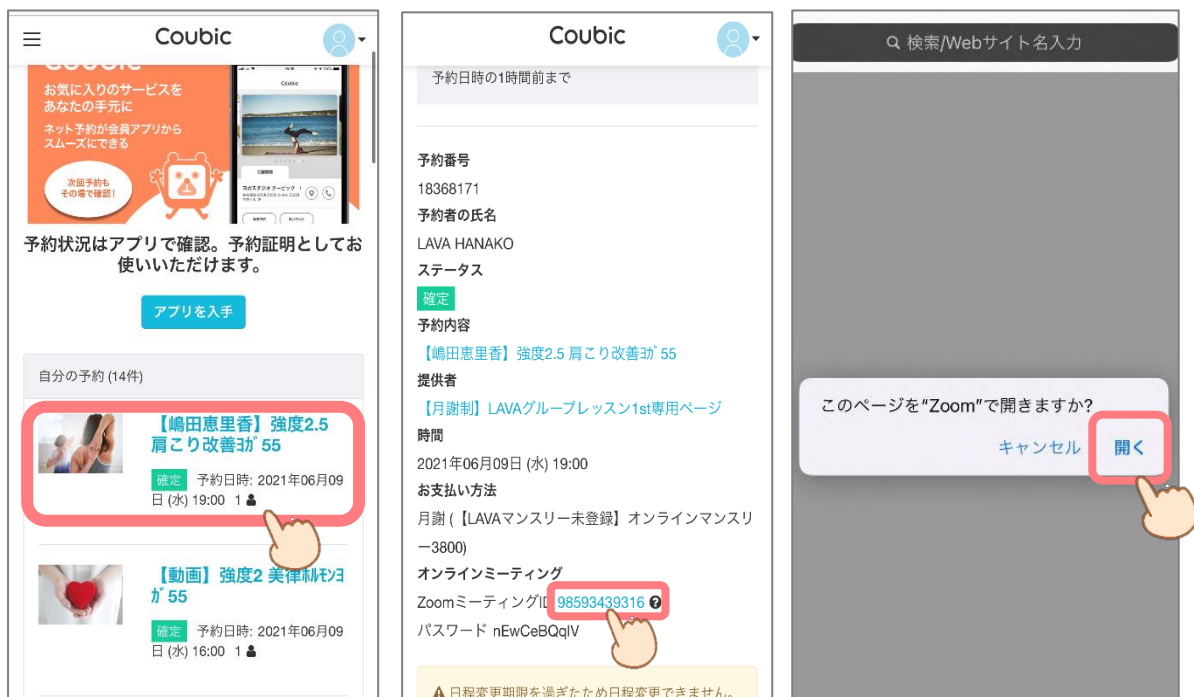 Coubic
お気に入りのサービスを
あなたの手元に
ネット予約が会員アプリから
スムーズにできる
次回予約も
その場で確認!
Coubic
予約状況はアプリで確認。予約証明としてお
使いいただけます。
アプリを入手
自分の予約 (14件)
【嶋田恵里香】強度2.5
肩こり改善ﾖｶﾞ55
確定 予約日時: 2021年06月09
日 (水) 19:00 1
【動画】強度2 美律ﾎﾙﾓﾝﾖ
ｶﾞ55
確定 予約日時: 2021年06月09
日 (水) 16:00 1
Coubic
予約日時の1時間前まで
予約番号
18368171
予約者の氏名
LAVA HANAKO
ステータス
確定
予約内容
【嶋田恵里香】強度2.5 肩こり改善ﾖｶﾞ55
提供者
【月謝制】LAVAグループレッスン1st専用ページ
時間
2021年06月09日 (水) 19:00
お支払い方法
月謝 (【LAVAマンスリー未登録】オンラインマンスリ
ー3800)
オンラインミーティング
ZoomミーティングID 98593439316 ?
パスワード nEwCeBQqlV
日程変更期限を過ぎたため日程変更できません。
検索/Webサイト名入力
このページを"Zoom"で開きますか?
キャンセル 開く